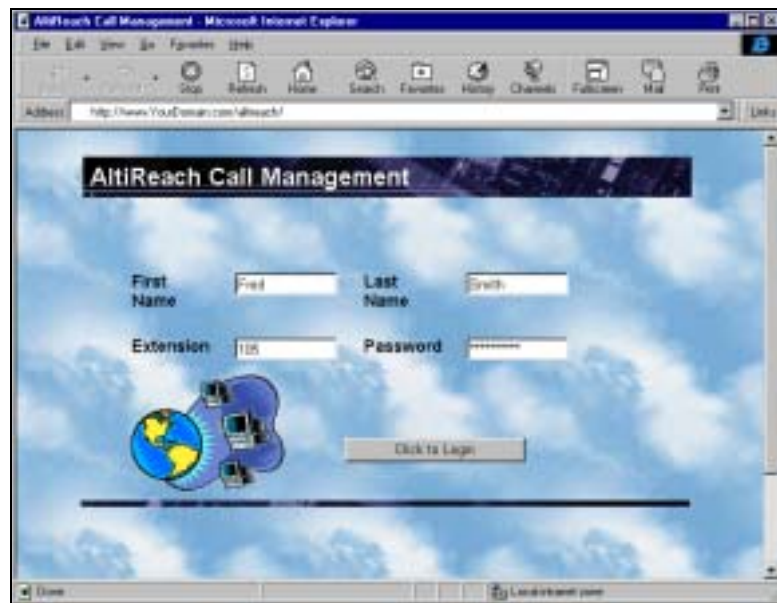 AltiReach Call Management - Microsoft Internet Explorer
File Edit View Go Favorites Help
Stop Refresh Home Search Favorites History Channels Fullscreen Mail Print
Address http://www.YourDomain.com/altireach/ Links
AltiReach Call Management
First Name Fred Last Name Smith
Extension 105 Password *********
Click to Login
Done Local intranet zone